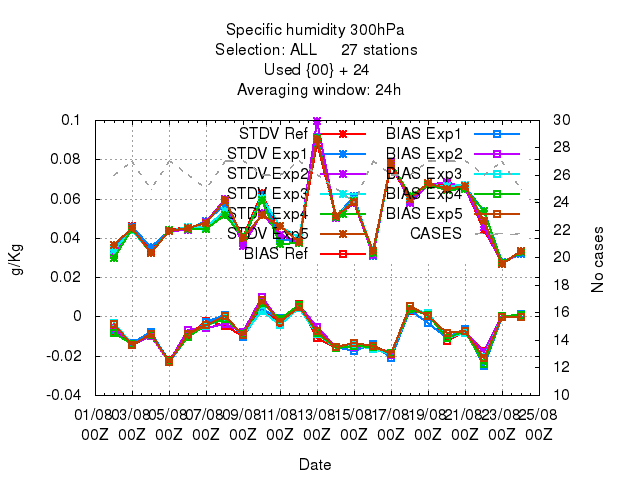 Specific humidity 300hPa
Selection: ALL 27 stations
Used {00} + 24
Averaging window: 24h
0.1
0.08
0.06
0.04
0.02
0
-0.02
-0.04
g/Kg
30
28
26
24
22
20
18
16
14
12
10
No cases
STDV Ref
STDV Exp1
STDV Exp2
STDV Exp3
STDV Exp4
STDV Exp5
BIAS Ref
BIAS Exp1
BIAS Exp2
BIAS Exp3
BIAS Exp4
BIAS Exp5
CASES
01/08 03/08 05/08 07/08 09/08 11/08 13/08 15/08 17/08 19/08 21/08 23/08 25/08
00Z 00Z 00Z 00Z 00Z 00Z 00Z 00Z 00Z 00Z 00Z 00Z 00Z
Date